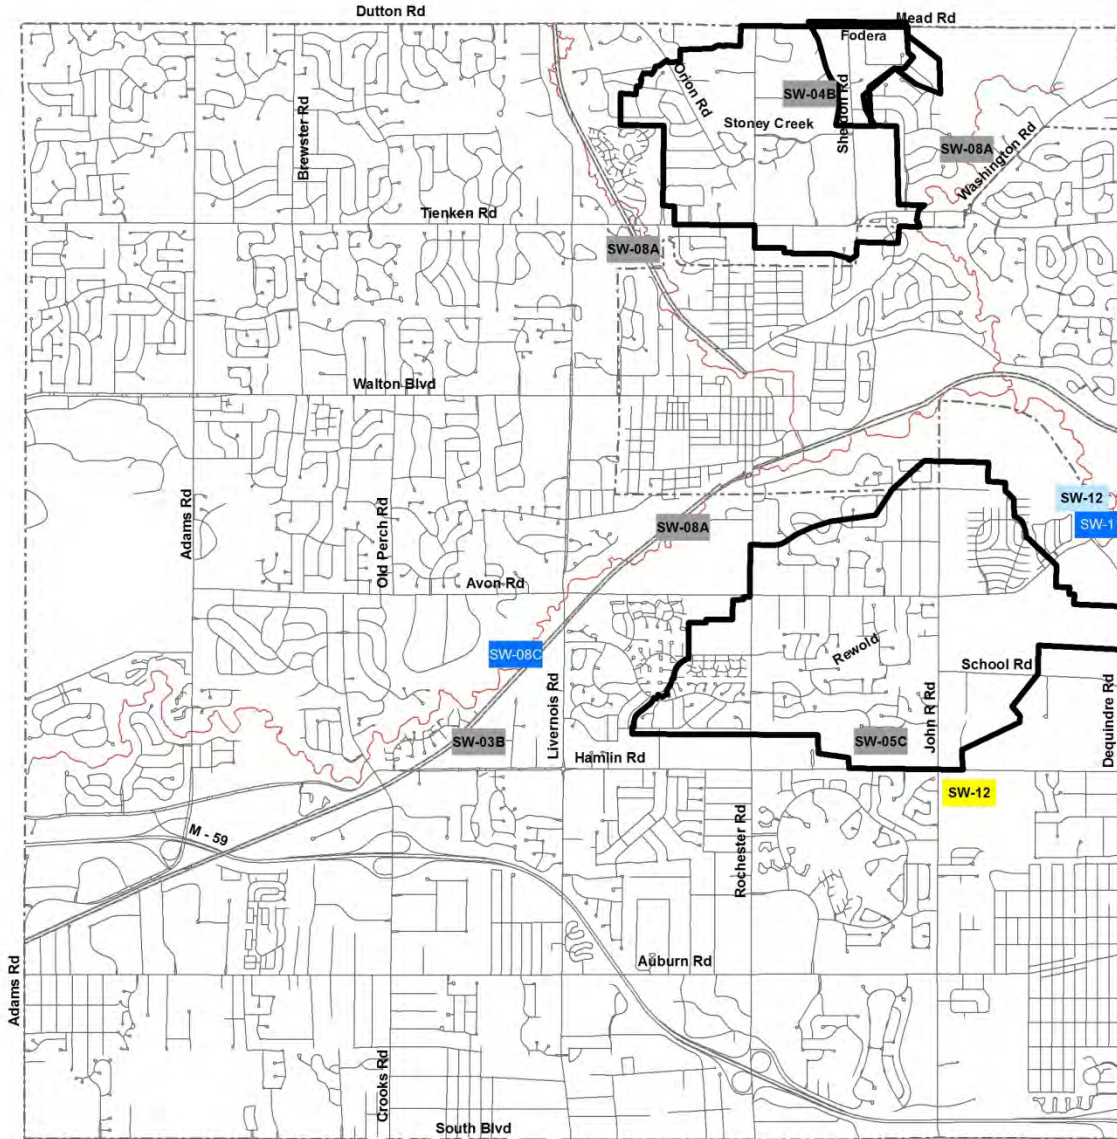 Dutton Rd
Mead Rd
Fodera
Orion Rd
SW-04B
Sheldon Rd
Stoney Creek
Brewster Rd
SW-08A
Washington Rd
Tienken Rd
SW-08A
Walton Blvd
Adams Rd
Old Perch Rd
SW-12
SW-1
SW-08A
Avon Rd
Rewold
SW-08C
School Rd
Livernois Rd
John R Rd
Dequindre Rd
SW-03B
SW-05C
Hamlin Rd
SW-12
M - 59
Rochester Rd
Auburn Rd
Adams Rd
Crooks Rd
South Blvd